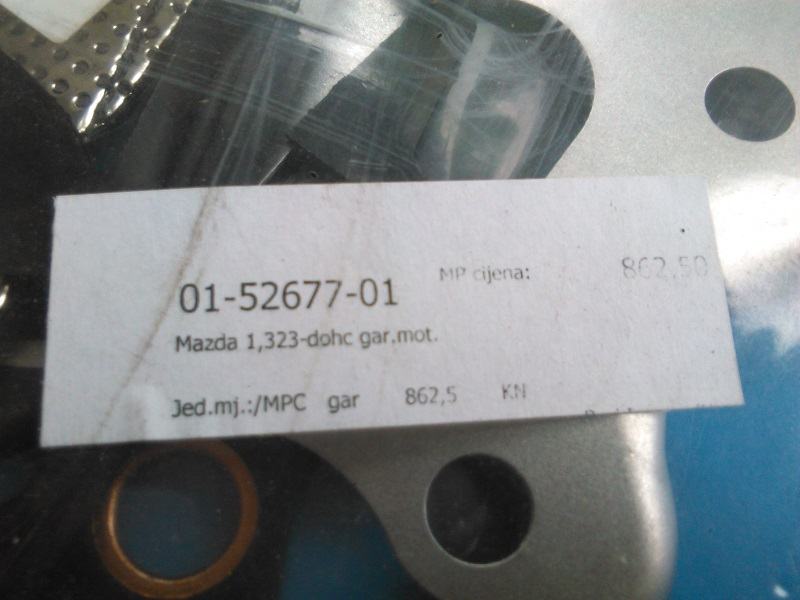 MP cijena: 862,50
01-52677-01
Mazda 1,323-dohc gar.mot.
Jed.mj.:/MPC gar 862,5 KN